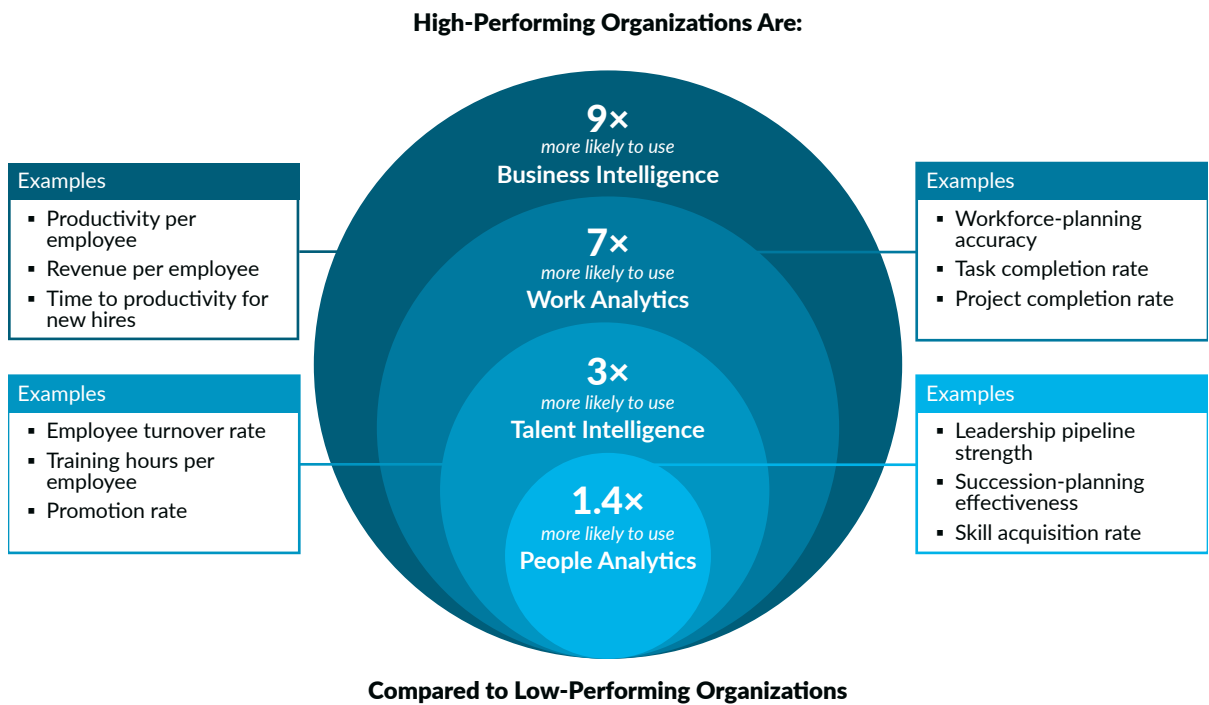 High-Performing Organizations Are:
9×
more likely to use
Business Intelligence
7×
more likely to use
Work Analytics
3×
more likely to use
Talent Intelligence
1.4×
more likely to use
People Analytics
Examples
▪ Productivity per
employee
▪ Revenue per employee
▪ Time to productivity for
new hires
Examples
▪ Workforce-planning
accuracy
▪ Task completion rate
▪ Project completion rate
Examples
▪ Employee turnover rate
▪ Training hours per
employee
▪ Promotion rate
Examples
▪ Leadership pipeline
strength
▪ Succession-planning
effectiveness
▪ Skill acquisition rate
Compared to Low-Performing Organizations